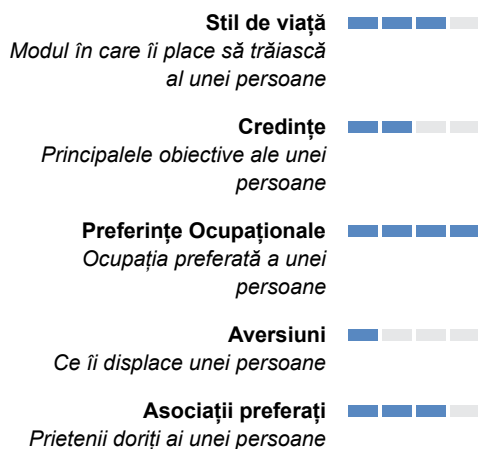 Stil de viață
Modul în care îi place să trăiască
al unei persoane
Credințe
Principalele obiective ale unei
persoane
Preferințe Ocupaționale
Ocupația preferată a unei
persoane
Aversiuni
Ce îi displace unei persoane
Asociații preferați
Prietenii doriți ai unei persoane